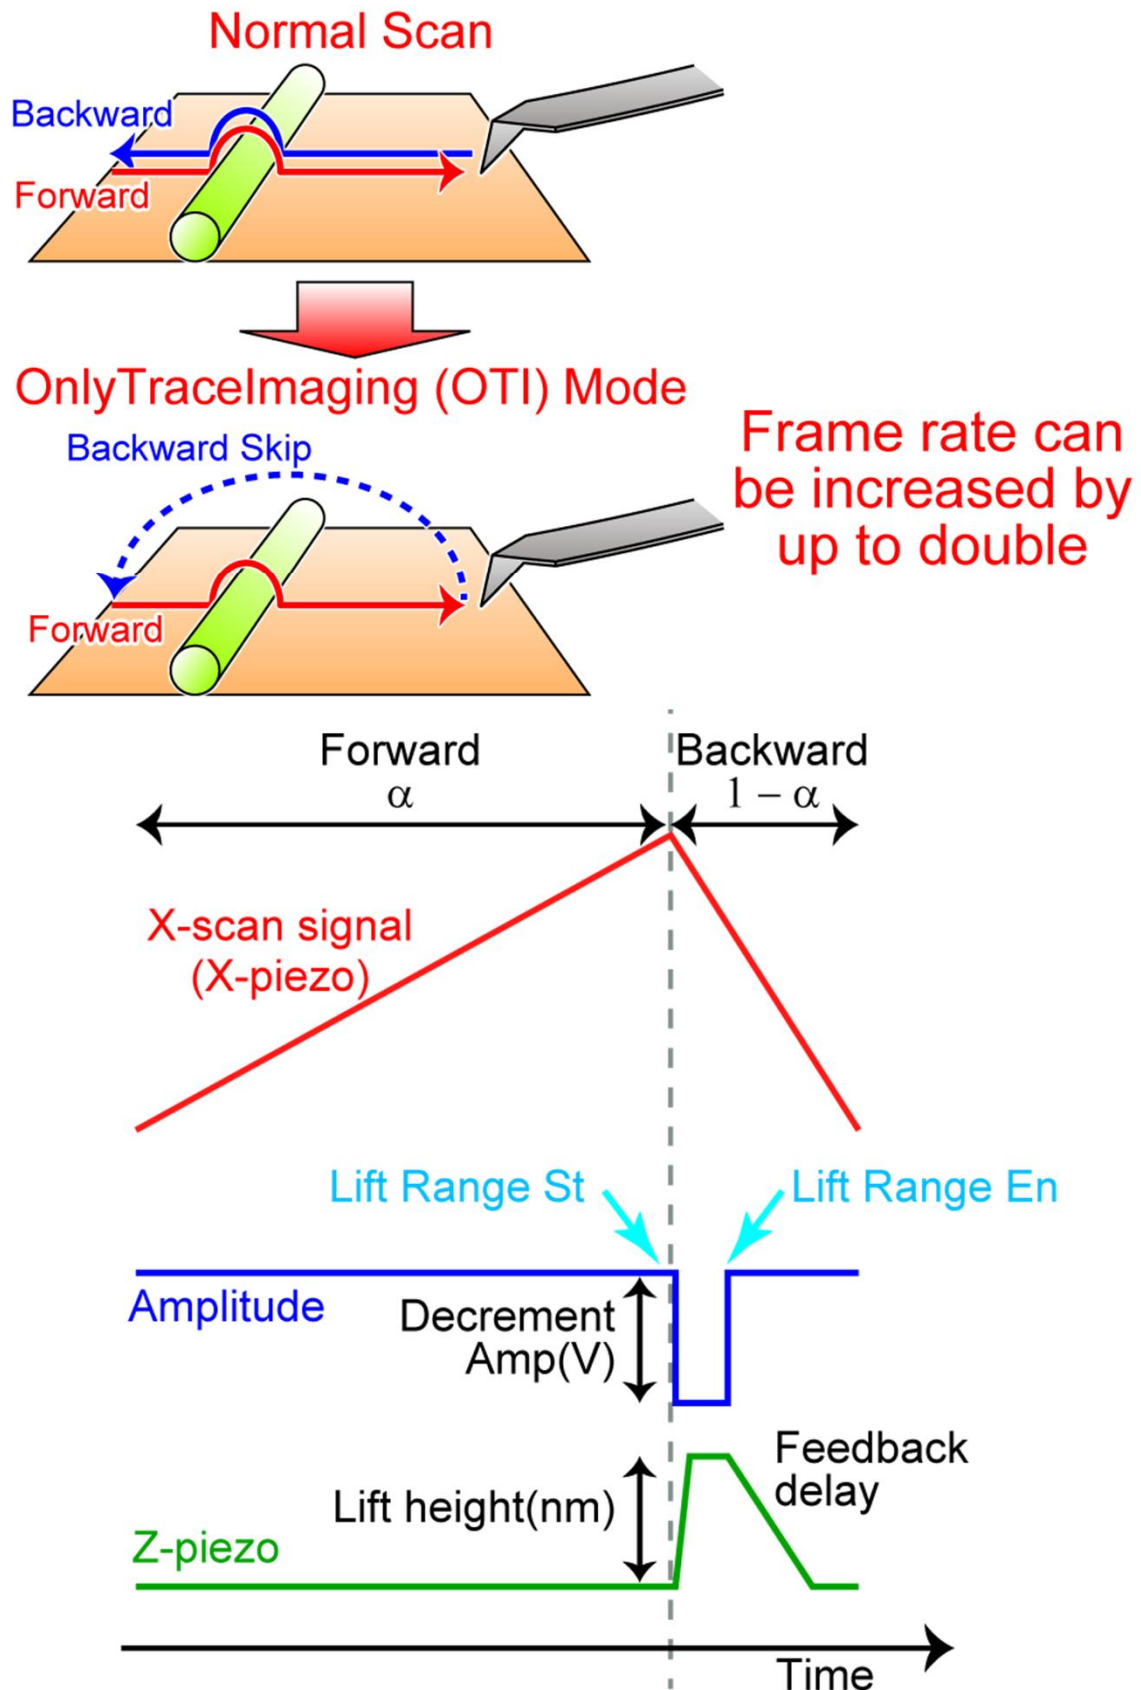 Normal Scan
Backward
Forward
OnlyTraceImaging (OTI) Mode
Backward Skip
Frame rate can
be increased by
up to double
Forward
Forward
α
Backward
1 − α
X-scan signal
(X-piezo)
Lift Range St
Lift Range En
Amplitude
Decrement
Amp(V)
Feedback
delay
Lift height(nm)
Z-piezo
Time